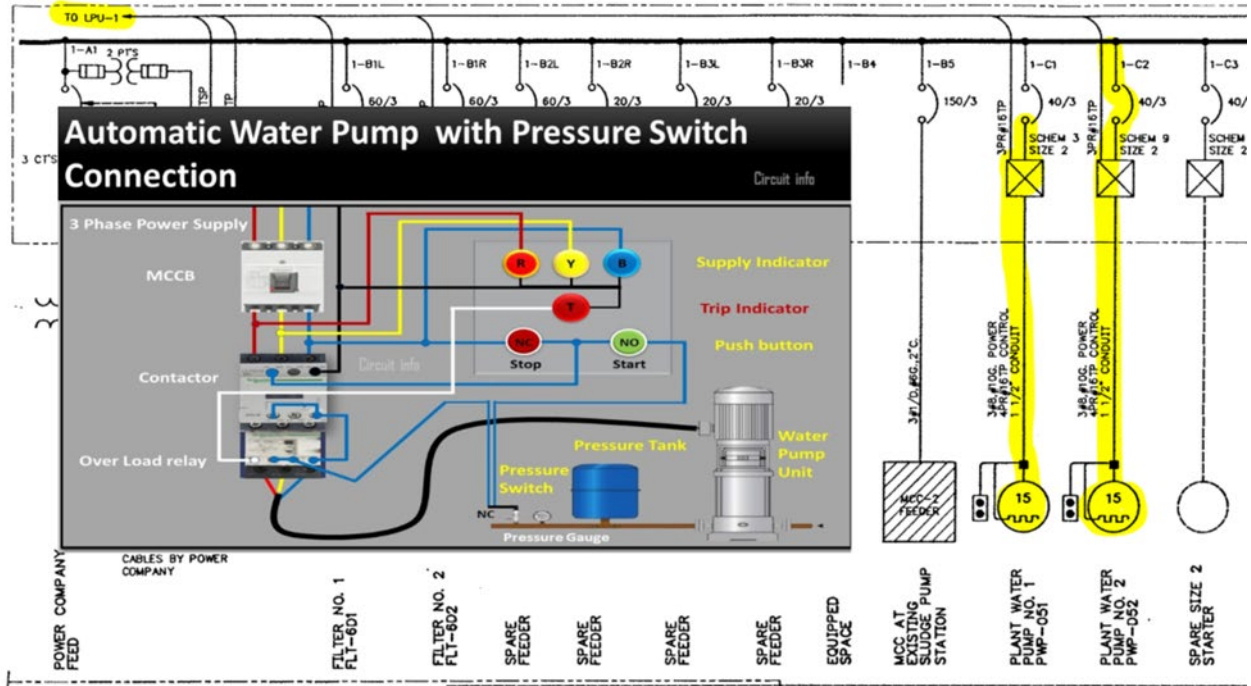 TO LPU-1
1-A1
2 PT'S
3 CT'S
1-B1L
1-B1R
1-B2L
1-B2R
1-B3L
1-B3R
1-B4
1-B5
1-C1
1-C2
1-C3
60/3
60/3
60/3
20/3
20/3
20/3
150/3
40/3
40/3
40/
3PR#16TP
3PR#16TP
SCHEM 3
SIZE 2
SCHEM 9
SIZE 2
SCHEM
SIZE 2
Automatic Water Pump with Pressure Switch
Connection
Circuit info
3 Phase Power Supply
MCCB
Contactor
Over Load relay
R
Y
B
Supply Indicator
T
Trip Indicator
NC
NO
Push button
Stop
Start
Circuit info
Pressure Tank
Pressure
Switch
Water
Pump
Unit
NC
Pressure Gauge
3#1/0,#6G,2"C.
3#8,#10G. POWER
4PR#16TP CONTROL
1 1/2" CONDUIT
3#8,#10G. POWER
4PR#16TP CONTROL
1 1/2" CONDUIT
MCC-2
FEEDER
15
15
CABLES BY POWER
COMPANY
POWER COMPANY
FEED
FILTER NO. 1
FLT-6D1
FILTER NO. 2
FLT-6D2
SPARE
FEEDER
SPARE
FEEDER
SPARE
FEEDER
SPARE
FEEDER
EQUIPPED
SPACE
MCC AT
EXISTING
SLUDGE PUMP
STATION
PLANT WATER
PUMP NO. 1
PWP-051
PLANT WATER
PUMP NO. 2
PWP-052
SPARE SIZE 2
STARTER